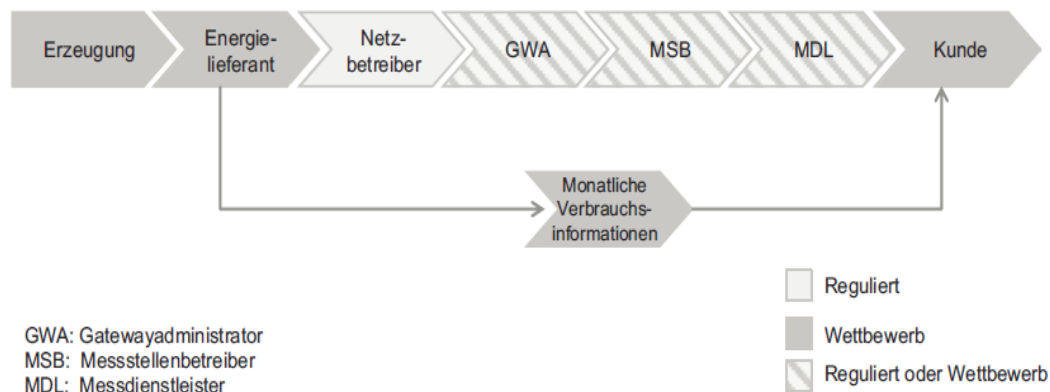 Erzeugung
Energie-
lieferant
Netz-
betreiber
GWA
MSB
MDL
Kunde
Monatliche
Verbrauchs-
informationen
Reguliert
Wettbewerb
Reguliert oder Wettbewerb
GWA: Gatewayadministrator
MSB: Messstellenbetreiber
MDL: Messdienstleister